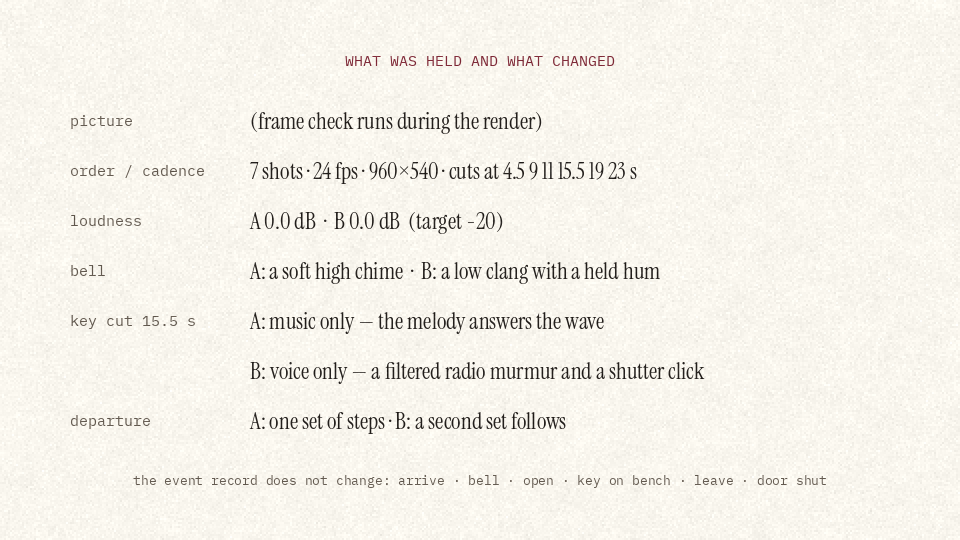 WHAT WAS HELD AND WHAT CHANGED
picture (frame check runs during the render)
order / cadence 7 shots · 24 fps · 960×540 · cuts at 4.5 9 11 15.5 19 23 s
loudness A 0.0 dB · B 0.0 dB (target -20)
bell A: a soft high chime · B: a low clang with a held hum
key cut 15.5 s A: music only — the melody answers the wave
B: voice only — a filtered radio murmur and a shutter click
departure A: one set of steps · B: a second set follows
the event record does not change: arrive · bell · open · key on bench · leave · door shut